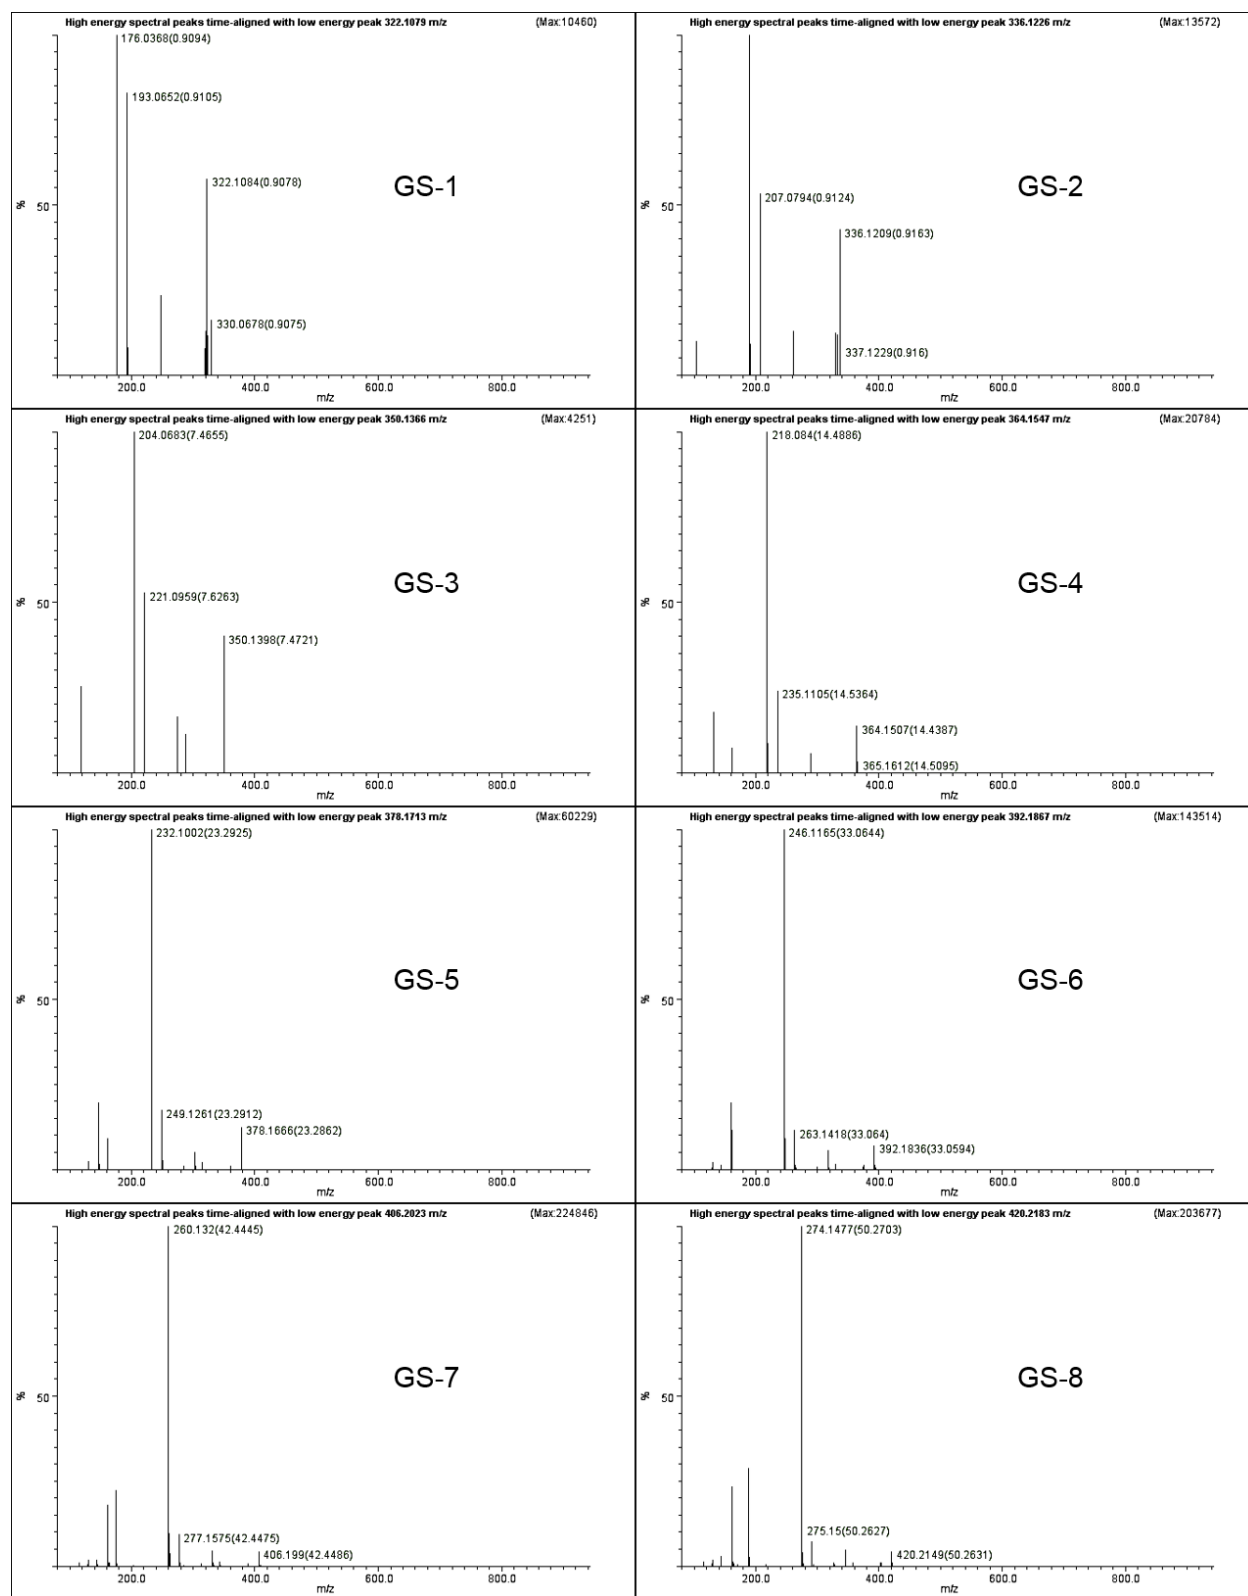 High energy spectral peaks time-aligned with low energy peak 322.1079 m/z
(Max:10460)
176.0368(0.9094)
193.0652(0.9105)
322.1084(0.9078)
GS-1
% 50
330.0678(0.9075)
200.0 400.0 600.0 800.0
m/z
High energy spectral peaks time-aligned with low energy peak 336.1226 m/z
(Max:13572)
207.0794(0.9124)
GS-2
% 50
336.1209(0.9163)
337.1229(0.916)
200.0 400.0 600.0 800.0
m/z
High energy spectral peaks time-aligned with low energy peak 350.1366 m/z
(Max:4251)
204.0683(7.4655)
GS-3
% 50
221.0959(7.6263)
350.1398(7.4721)
200.0 400.0 600.0 800.0
m/z
High energy spectral peaks time-aligned with low energy peak 364.1547 m/z
(Max:20784)
218.084(14.4886)
GS-4
% 50
235.1105(14.5364)
364.1507(14.4387)
365.1612(14.5095)
200.0 400.0 600.0 800.0
m/z
High energy spectral peaks time-aligned with low energy peak 378.1713 m/z
(Max:60229)
232.1002(23.2925)
GS-5
% 50
249.1261(23.2912)
378.1666(23.2862)
200.0 400.0 600.0 800.0
m/z
High energy spectral peaks time-aligned with low energy peak 392.1867 m/z
(Max:143514)
246.1165(33.0644)
GS-6
% 50
263.1418(33.064)
392.1836(33.0594)
200.0 400.0 600.0 800.0
m/z
High energy spectral peaks time-aligned with low energy peak 406.2023 m/z
(Max:224846)
260.132(42.4445)
GS-7
% 50
277.1575(42.4475)
406.199(42.4486)
200.0 400.0 600.0 800.0
m/z
High energy spectral peaks time-aligned with low energy peak 420.2183 m/z
(Max:203677)
274.1477(50.2703)
GS-8
% 50
275.15(50.2627)
420.2149(50.2631)
200.0 400.0 600.0 800.0
m/z